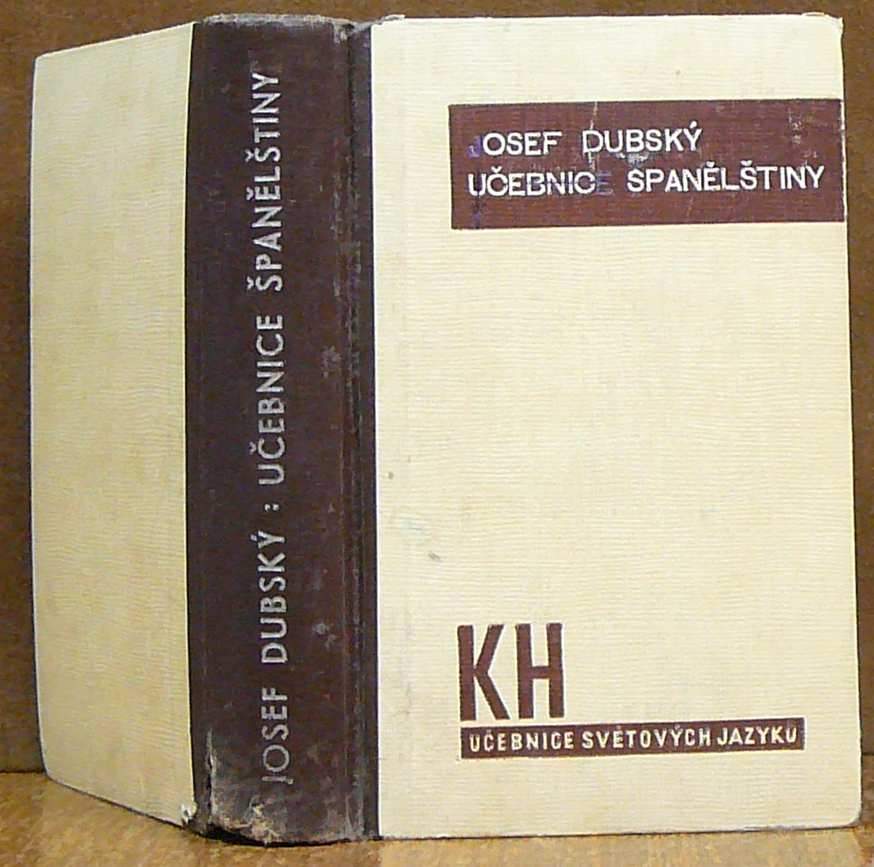 JOSEF DUBSKÝ : UČEBNICE ŠPANĚLŠTINY
JOSEF DUBSKÝ
UČEBNICE ŠPANĚLŠTINY
KH
UČEBNICE SVĚTOVÝCH JAZYKŮ